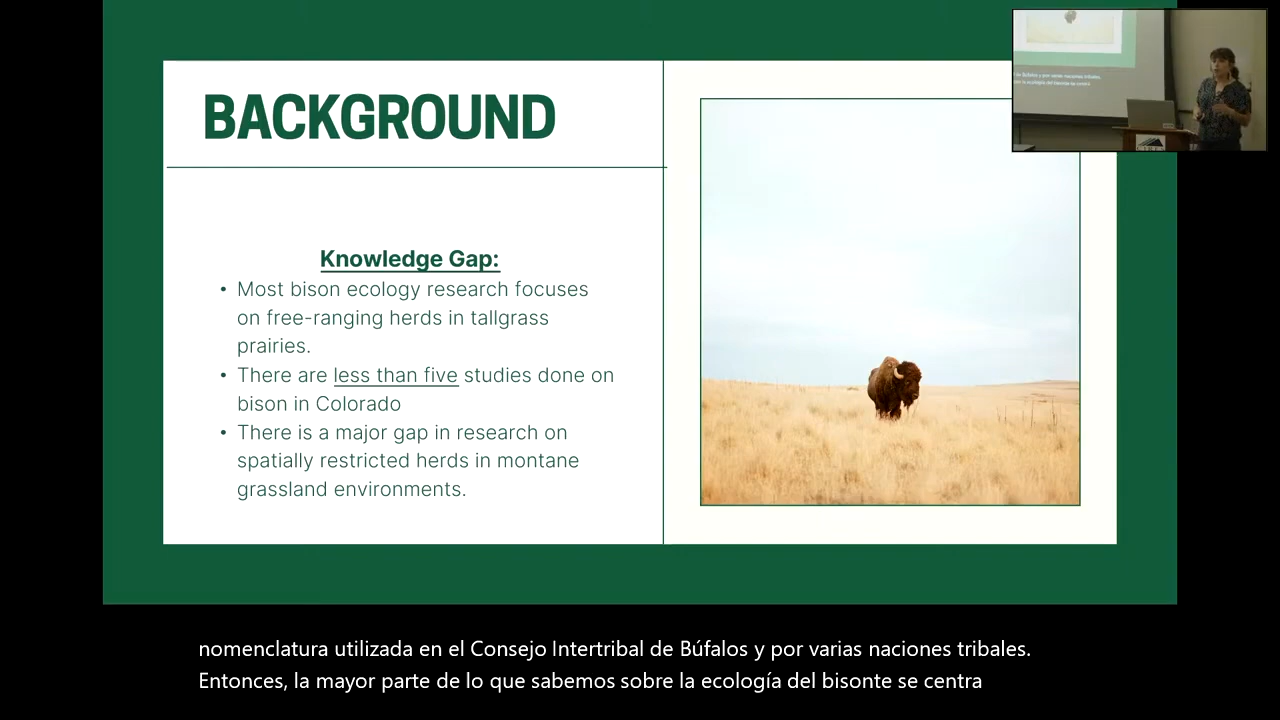 BACKGROUND
Knowledge Gap:
• Most bison ecology research focuses
on free-ranging herds in tallgrass
prairies.
• There are less than five studies done on
bison in Colorado
• There is a major gap in research on
spatially restricted herds in montane
grassland environments.
nomenclatura utilizada en el Consejo Intertribal de Búfalos y por varias naciones tribales.
Entonces, la mayor parte de lo que sabemos sobre la ecología del bisonte se centra